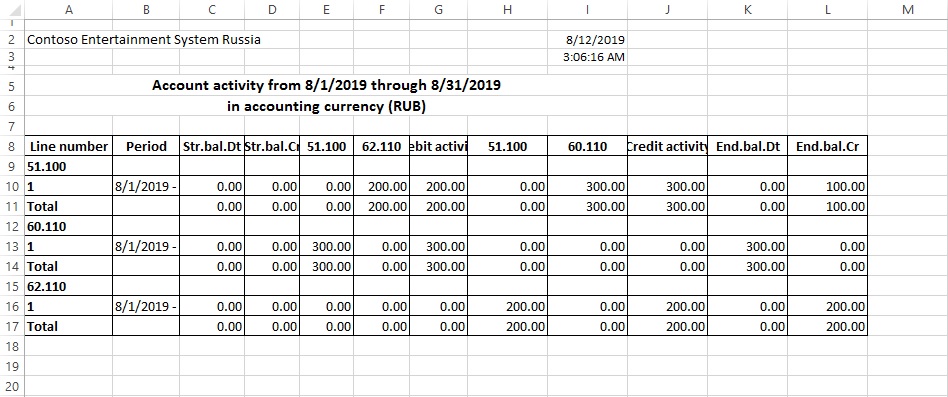 A B C D E F G H I J K L M
2 Contoso Entertainment System Russia 8/12/2019
3 3:06:16 AM
4
5 Account activity from 8/1/2019 through 8/31/2019
6 in accounting currency (RUB)
7
8 Line number Period Str.bal.Dt Str.bal.Cr 51.100 62.110 ebit activi 51.100 60.110 Credit activity End.bal.Dt End.bal.Cr
9 51.100
10 1 8/1/2019 - 0.00 0.00 0.00 200.00 200.00 0.00 300.00 300.00 0.00 100.00
11 Total 0.00 0.00 0.00 200.00 200.00 0.00 300.00 300.00 0.00 100.00
12 60.110
13 1 8/1/2019 - 0.00 0.00 300.00 0.00 300.00 0.00 0.00 0.00 300.00 0.00
14 Total 0.00 0.00 300.00 0.00 300.00 0.00 0.00 0.00 300.00 0.00
15 62.110
16 1 8/1/2019 - 0.00 0.00 0.00 0.00 0.00 200.00 0.00 200.00 0.00 200.00
17 Total 0.00 0.00 0.00 0.00 0.00 200.00 0.00 200.00 0.00 200.00
18
19
20